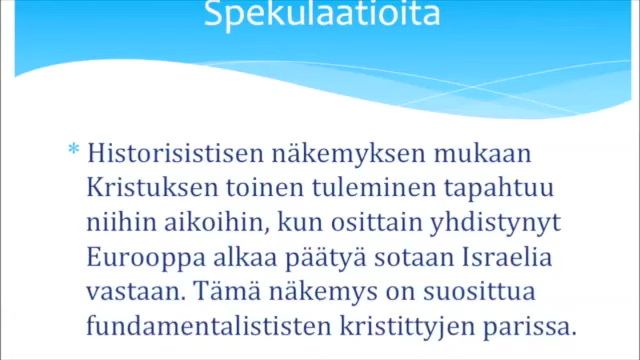 Spekulaatioita
* Historisistisen näkemyksen mukaan
Kristuksen toinen tuleminen tapahtuu
niihin aikoihin, kun osittain yhdistynyt
Eurooppa alkaa päätyä sotaan Israelia
vastaan. Tämä näkemys on suosittua
fundamentalististen kristittyjen parissa.